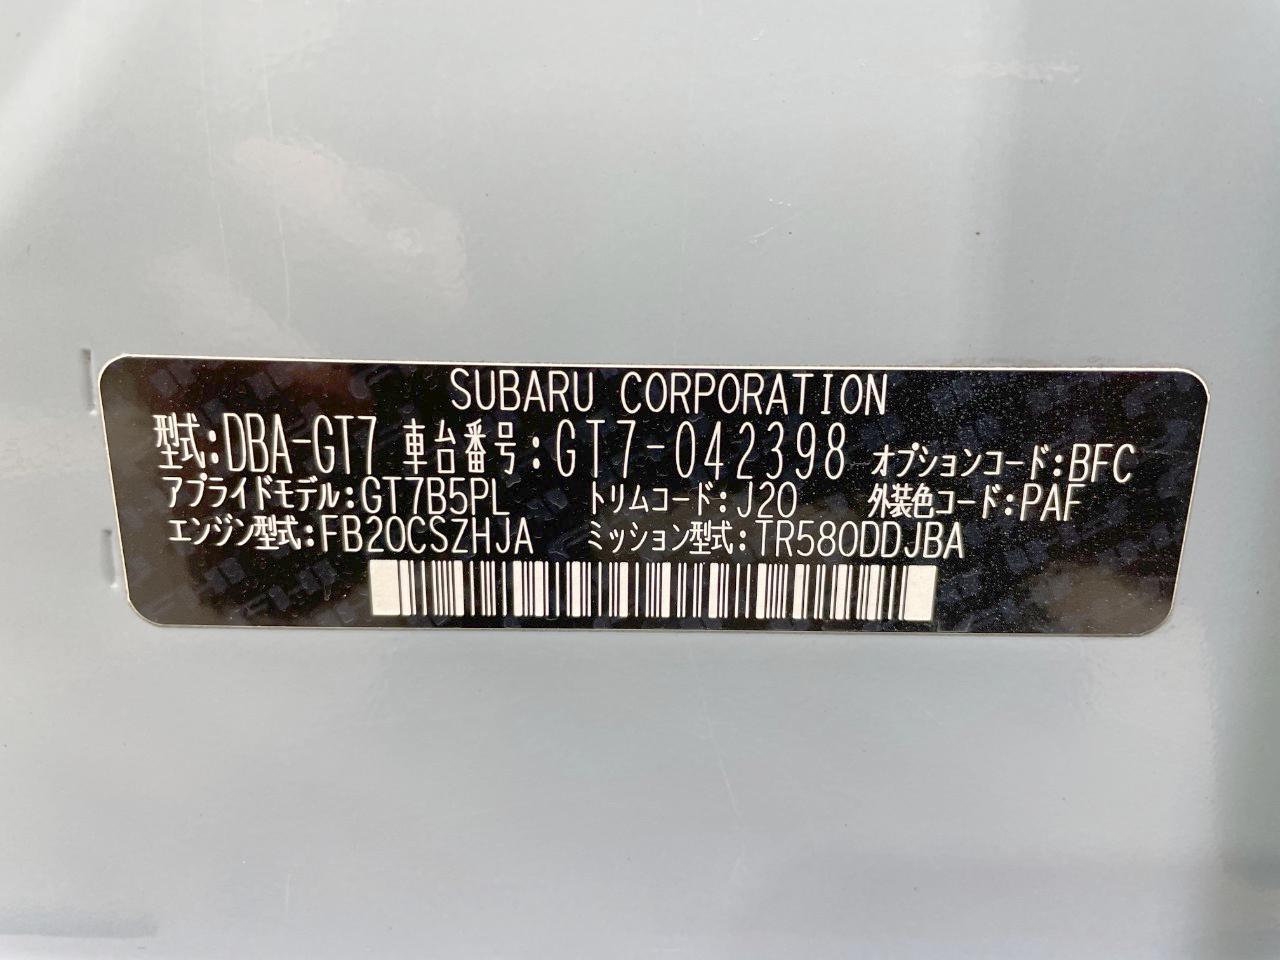 SUBARU CORPORATION
型式:DBA-GT7 車台番号:GT7-042398 オプションコード:BFC
アプライドモデル:GT7B5PL トリムコード:J20 外装色コード:PAF
エンジン型式:FB20CSZHJA ミッション型式:TR580DDJBA